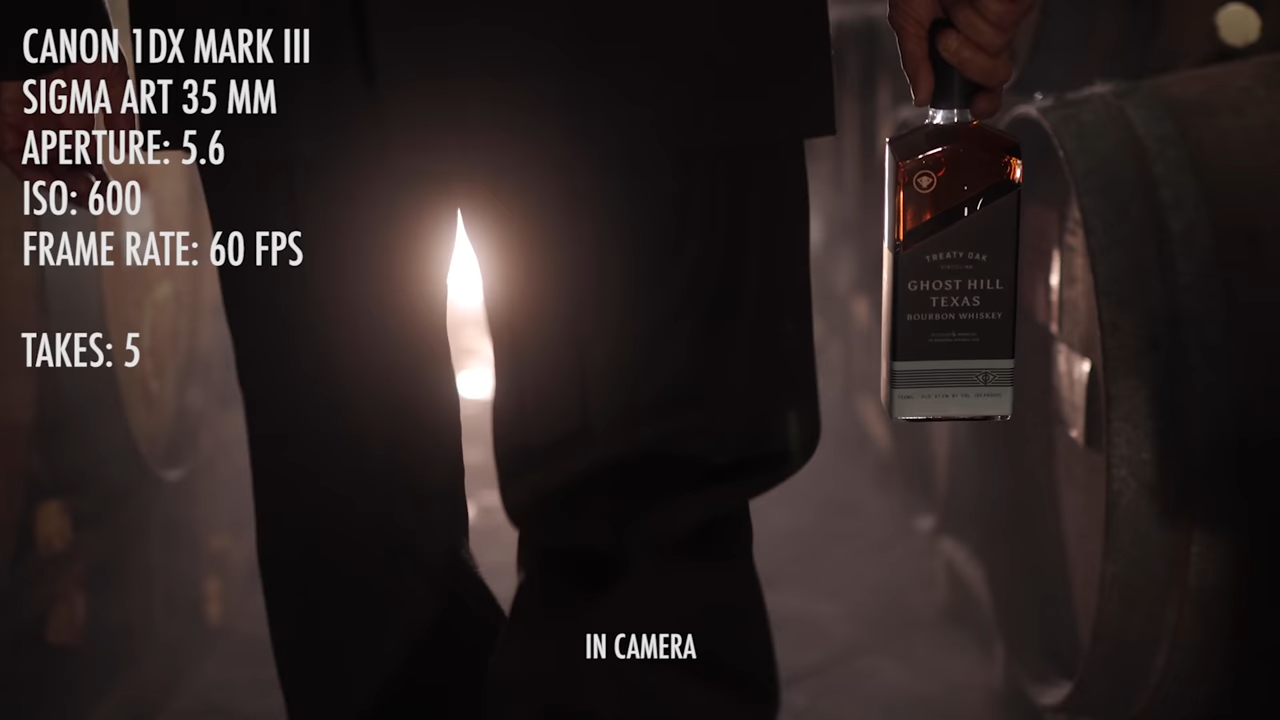 CANON 1DX MARK III
SIGMA ART 35 MM
APERTURE: 5.6
ISO: 600
FRAME RATE: 60 FPS
TAKES: 5
TREATY OAK
DISTILLING
GHOST HILL
TEXAS
BOURBON WHISKEY
IN CAMERA